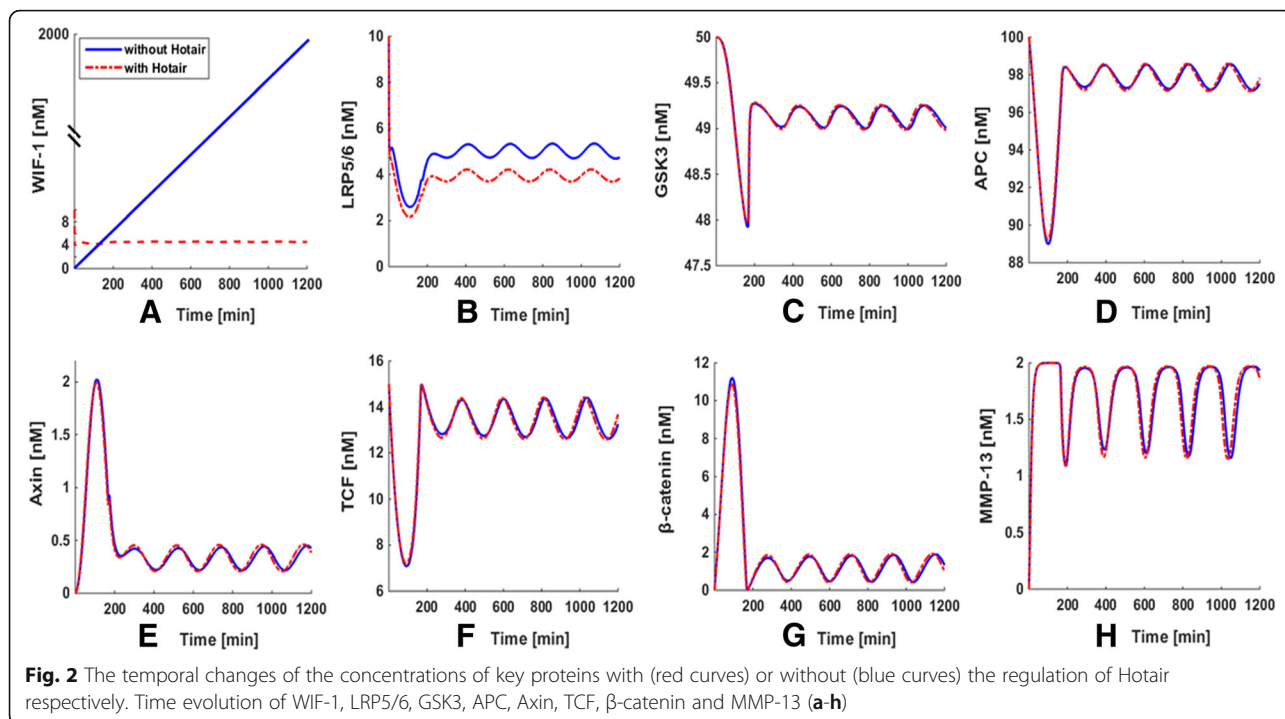 2000
without Hotair
with Hotair
WIF-1 [nM]
8
4
0
200 400 600 800 1000 1200
A Time [min]
10
8
6
4
2
0
LRP5/6 [nM]
200 400 600 800 1000 1200
B Time [min]
50
49.5
49
48.5
48
47.5
GSK3 [nM]
200 400 600 800 1000 1200
C Time [min]
100
98
96
94
92
90
88
APC [nM]
200 400 600 800 1000 1200
D Time [min]
2
1.5
1
0.5
0
Axin [nM]
200 400 600 800 1000 1200
E Time [min]
16
14
12
10
8
6
TCF [nM]
200 400 600 800 1000 1200
F Time [min]
12
10
8
6
4
2
0
β-catenin [nM]
200 400 600 800 1000 1200
G Time [min]
2
1.5
1
0.5
0
MMP-13 [nM]
200 400 600 800 1000 1200
H Time [min]
Fig. 2 The temporal changes of the concentrations of key proteins with (red curves) or without (blue curves) the regulation of Hotair
respectively. Time evolution of WIF-1, LRP5/6, GSK3, APC, Axin, TCF, β-catenin and MMP-13 (a-h)